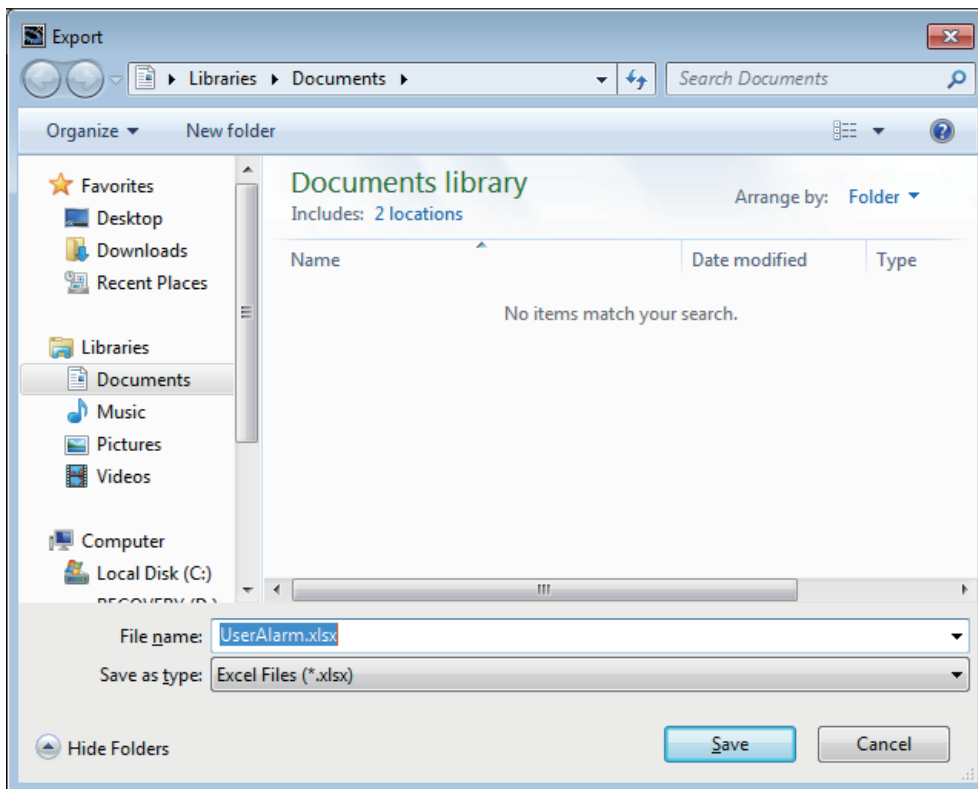 Export
Libraries Documents
Search Documents
Organize New folder
Favorites
Desktop
Downloads
Recent Places
Libraries
Documents
Music
Pictures
Videos
Computer
Local Disk (C:)
RECOVERY (D:)
Documents library
Includes: 2 locations
Arrange by: Folder
Name Date modified Type
No items match your search.
File name: UserAlarm.xlsx
Save as type: Excel Files (*.xlsx)
Hide Folders
Save Cancel